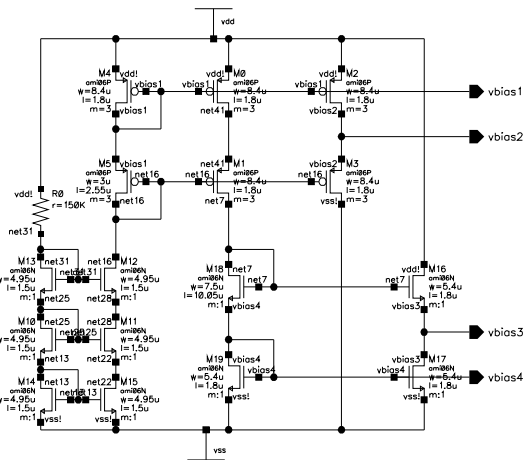 vdd
M4
vdd!
ami06P
w=8.4u
l=1.8u
m=3
vbias1
vbias1
M0
vdd!
ami06P
w=8.4u
l=1.8u
m=3
vbias1
net41
M2
vdd!
ami06P
w=8.4u
l=1.8u
m=3
vbias1
vbias2
vbias1
vbias2
M5
vbias1
ami06P
w=3u
l=2.55u
m=3
net16
net16
M1
net41
ami06P
w=8.4u
l=1.8u
m=3
net16
net7
M3
vbias2
ami06P
w=8.4u
l=1.8u
m=3
net16
vss!
vdd!
R0
r=150K
net31
M13
net31
ami06N
w=4.95u
l=1.5u
m:1
net25
M12
net16
net31
ami06N
w=4.95u
l=1.5u
m:1
net28
M18
net7
ami06N
w=7.5u
l=10.05u
m:1
net7
vbias4
M16
vdd!
ami06N
w=5.4u
l=1.8u
m:1
net7
vbias3
M10
net25
ami06N
w=4.95u
l=1.5u
m:1
net13
M11
net28
ami06N
w=4.95u
l=1.5u
m:1
net22
vbias3
M14
net13
ami06N
w=4.95u
l=1.5u
m:1
vss!
M15
net22
ami06N
w=4.95u
l=1.5u
m:1
vss!
M19
vbias4
ami06N
w=5.4u
l=1.8u
m:1
vbias4
vss!
M17
vbias3
ami06N
w=5.4u
l=1.8u
m:1
vbias4
vss!
vbias4
vss